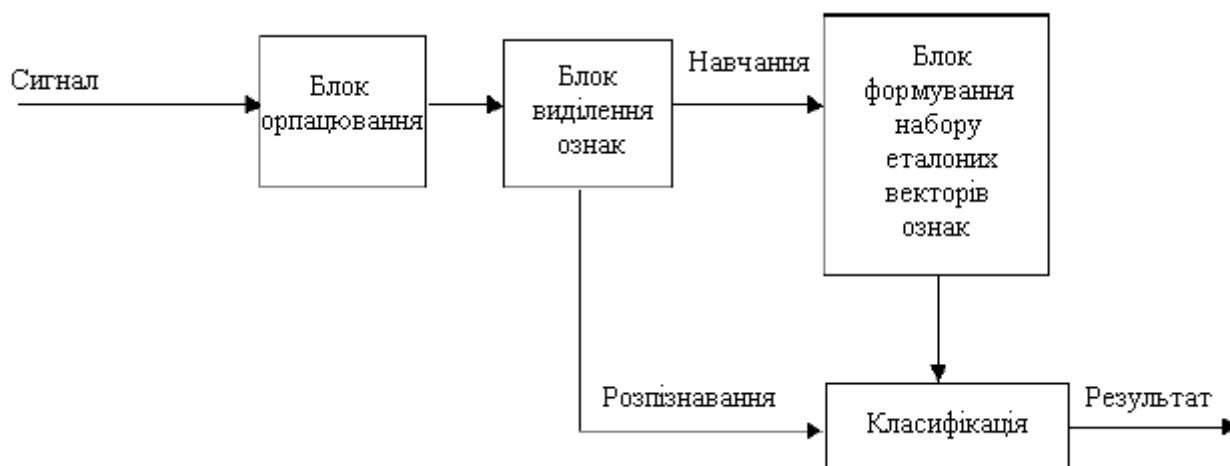 Сигнал
Блок
орпацювання
Блок
виділення
ознак
Навчання
Блок
формування
набору
еталоних
векторів
ознак
Розпізнавання
Класифікація
Результат